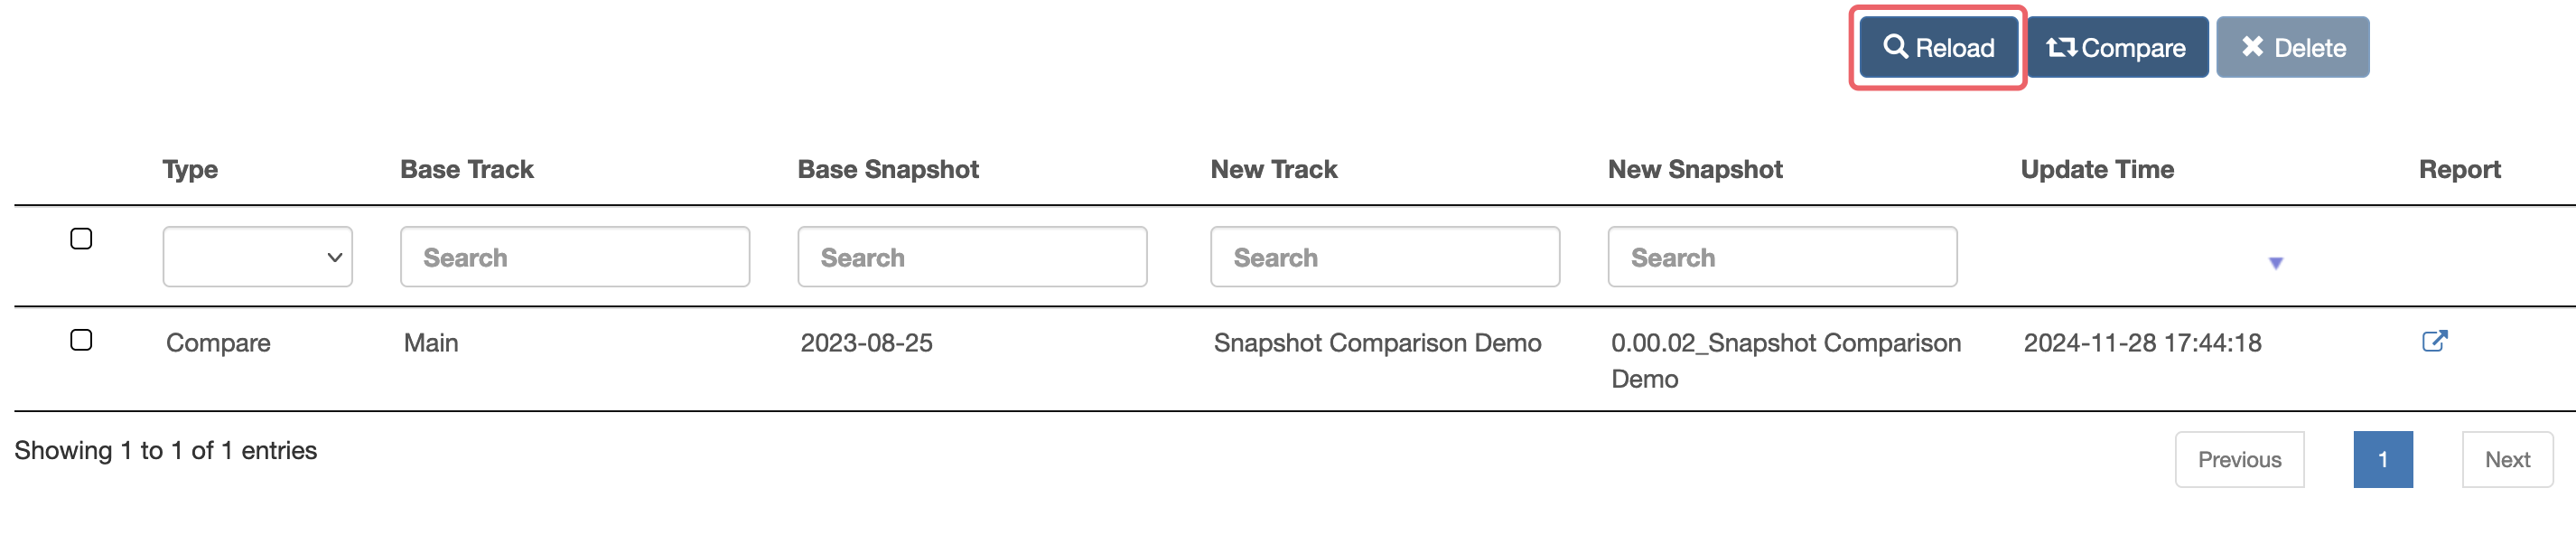 Reload Compare Delete
Type Base Track Base Snapshot New Track New Snapshot Update Time Report
Search Search Search Search
Compare Main 2023-08-25 Snapshot Comparison Demo 0.00.02_Snapshot Comparison 2024-11-28 17:44:18
Demo
Showing 1 to 1 of 1 entries Previous 1 Next